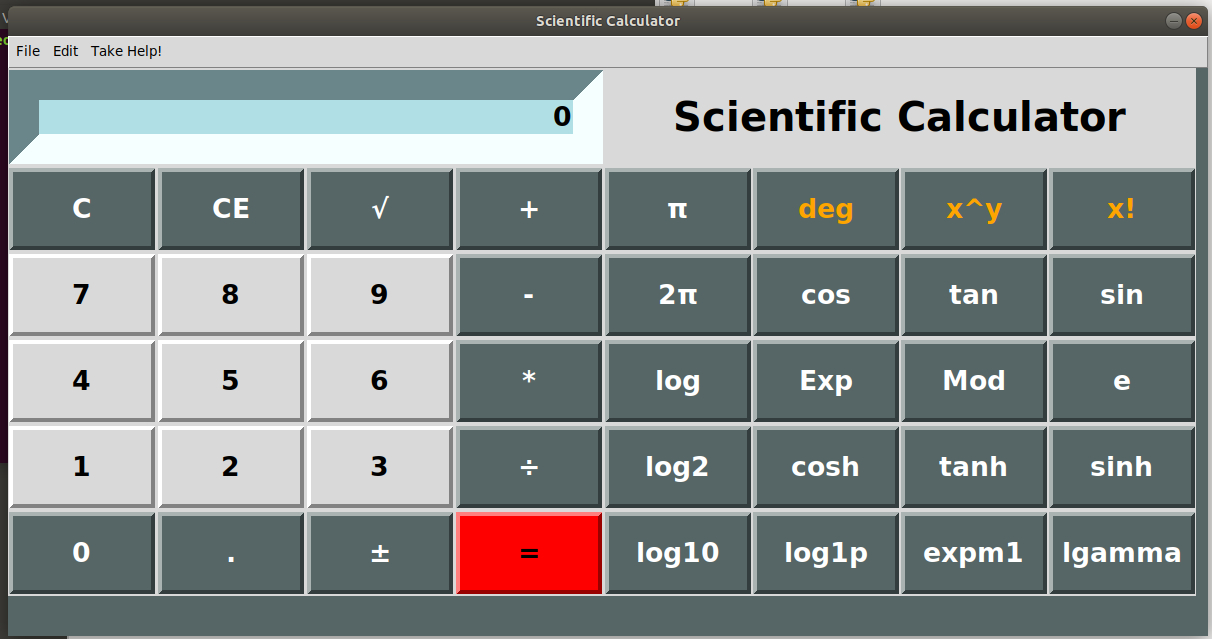 Scientific Calculator
File Edit Take Help!
0 Scientific Calculator
C CE √ + π deg x^y x!
7 8 9 - 2π cos tan sin
4 5 6 * log Exp Mod e
1 2 3 ÷ log2 cosh tanh sinh
0 . ± = log10 log1p expm1 lgamma